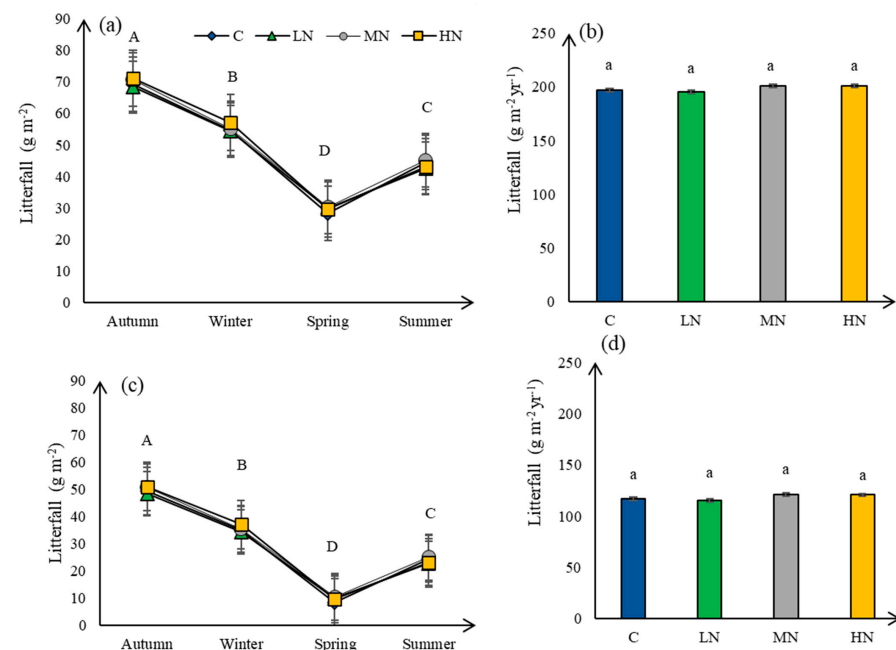 (a)
C LN MN HN
Litterfall (g m-2)
90
80
70
60
50
40
30
20
10
0
A
B
D
C
Autumn Winter Spring Summer
(b)
Litterfall (g m-2 yr-1)
250
200
150
100
50
0
a a a a
C LN MN HN
(c)
Litterfall (g m-2)
90
80
70
60
50
40
30
20
10
0
A
B
D
C
Autumn Winter Spring Summer
(d)
Litterfall (g m-2 yr-1)
250
200
150
100
50
0
a a a a
C LN MN HN